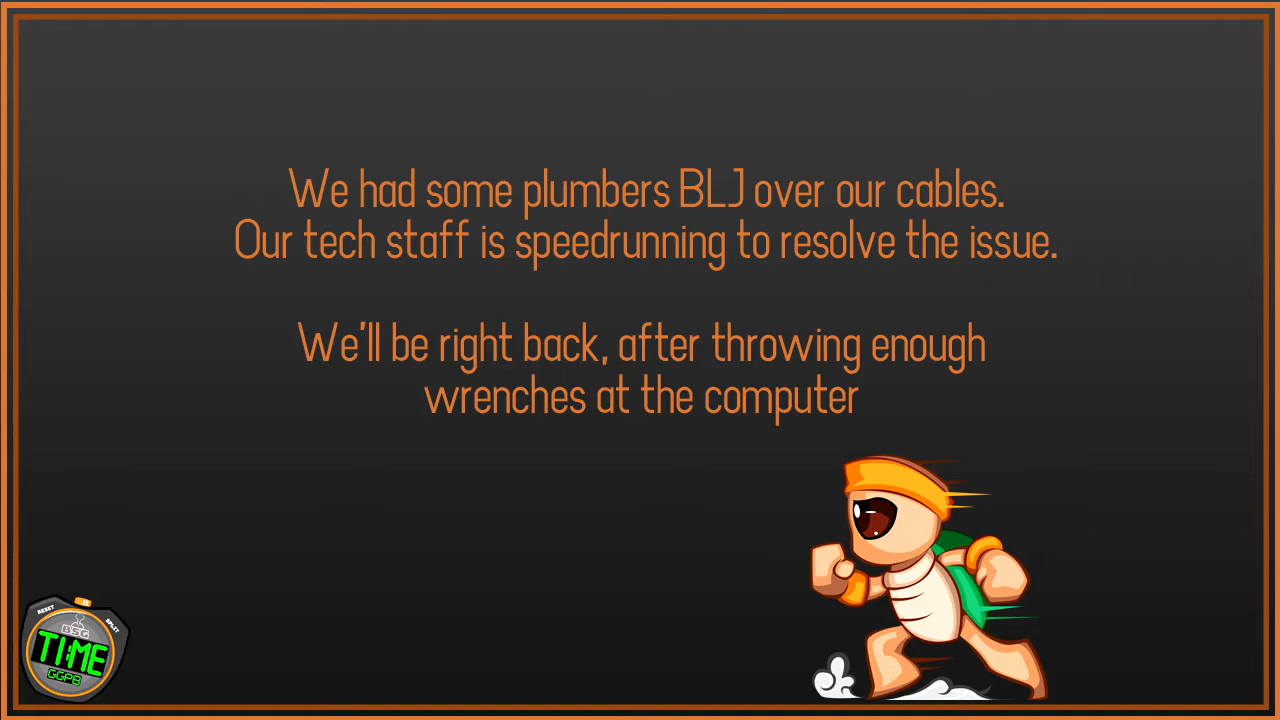 We had some plumbers BLJ over our cables.
Our tech staff is speedrunning to resolve the issue.
We'll be right back, after throwing enough
wrenches at the computer
RESET
SPLIT
BSG
TIME
GGPB